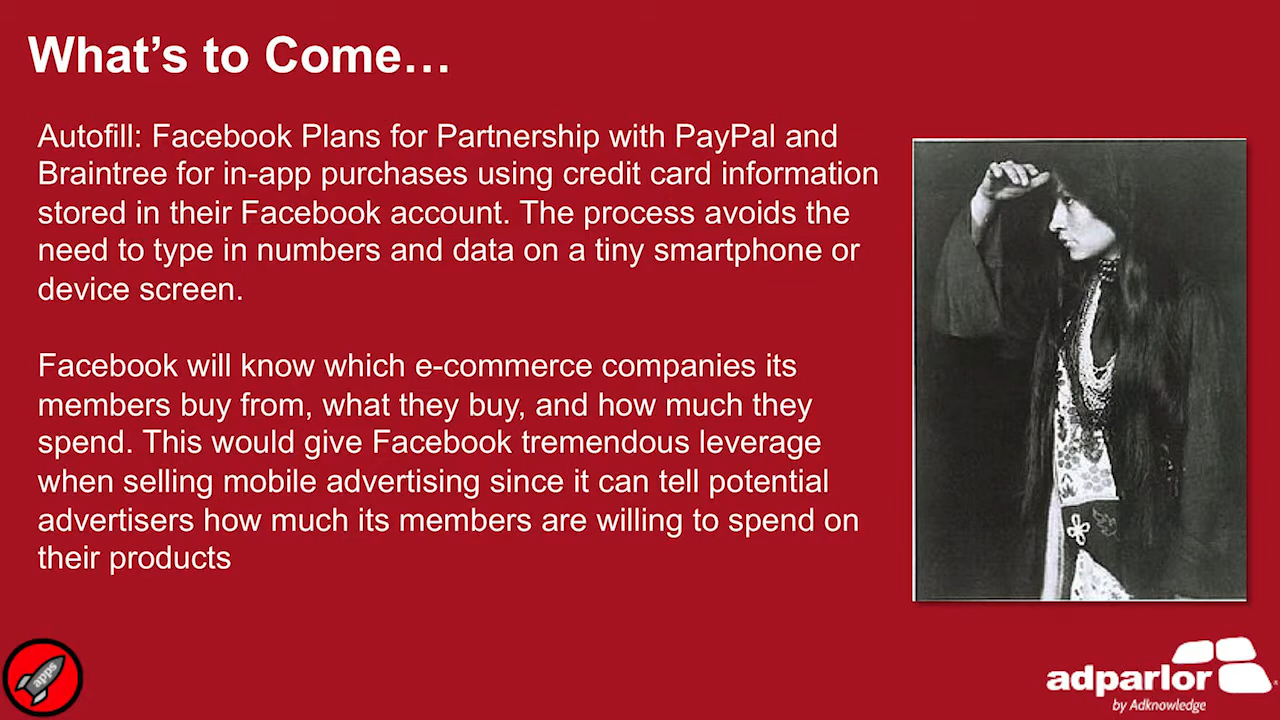 What's to Come…
Autofill: Facebook Plans for Partnership with PayPal and
Braintree for in-app purchases using credit card information
stored in their Facebook account. The process avoids the
need to type in numbers and data on a tiny smartphone or
device screen.
Facebook will know which e-commerce companies its
members buy from, what they buy, and how much they
spend. This would give Facebook tremendous leverage
when selling mobile advertising since it can tell potential
advertisers how much its members are willing to spend on
their products
apps
adparlor
by Adknowledge